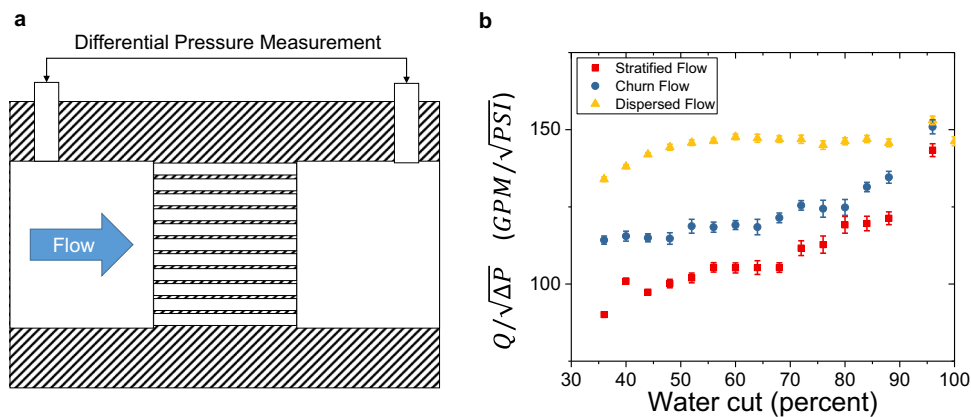 a
Differential Pressure Measurement
Flow
b
Stratified Flow
Churn Flow
Dispersed Flow
Q/√ΔP (GPM/√PSI)
150
100
30 40 50 60 70 80 90 100
Water cut (percent)